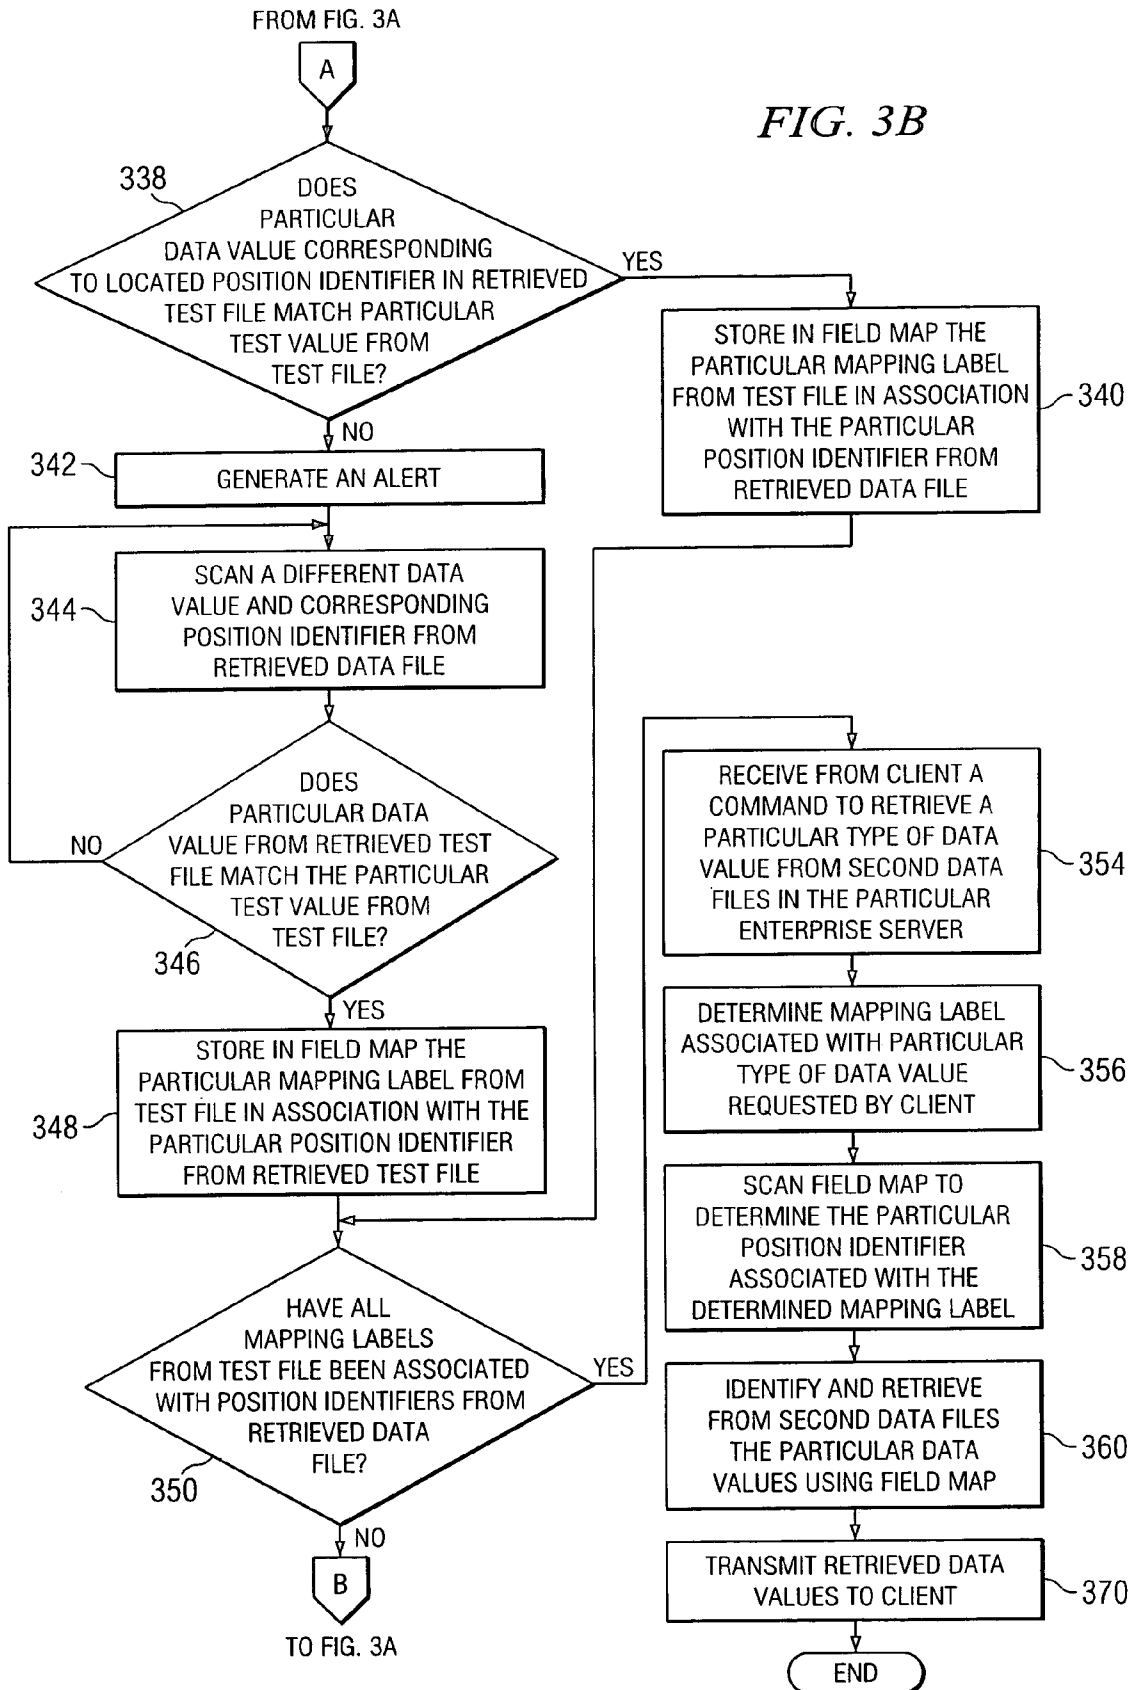 FROM FIG. 3A
A
FIG. 3B
338
DOES
PARTICULAR
DATA VALUE CORRESPONDING
TO LOCATED POSITION IDENTIFIER IN RETRIEVED
TEST FILE MATCH PARTICULAR
TEST VALUE FROM
TEST FILE?
YES
NO
STORE IN FIELD MAP THE
PARTICULAR MAPPING LABEL
FROM TEST FILE IN ASSOCIATION
WITH THE PARTICULAR
POSITION IDENTIFIER FROM
RETRIEVED DATA FILE
340
342
GENERATE AN ALERT
344
SCAN A DIFFERENT DATA
VALUE AND CORRESPONDING
POSITION IDENTIFIER FROM
RETRIEVED DATA FILE
DOES
PARTICULAR DATA
VALUE FROM RETRIEVED TEST
FILE MATCH THE PARTICULAR
TEST VALUE FROM
TEST FILE?
NO
346
YES
348
STORE IN FIELD MAP THE
PARTICULAR MAPPING LABEL FROM
TEST FILE IN ASSOCIATION WITH THE
PARTICULAR POSITION IDENTIFIER
FROM RETRIEVED TEST FILE
HAVE ALL
MAPPING LABELS
FROM TEST FILE BEEN ASSOCIATED
WITH POSITION IDENTIFIERS FROM
RETRIEVED DATA
FILE?
350
YES
NO
B
TO FIG. 3A
RECEIVE FROM CLIENT A
COMMAND TO RETRIEVE A
PARTICULAR TYPE OF DATA
VALUE FROM SECOND DATA
FILES IN THE PARTICULAR
ENTERPRISE SERVER
354
DETERMINE MAPPING LABEL
ASSOCIATED WITH PARTICULAR
TYPE OF DATA VALUE
REQUESTED BY CLIENT
356
SCAN FIELD MAP TO
DETERMINE THE PARTICULAR
POSITION IDENTIFIER
ASSOCIATED WITH THE
DETERMINED MAPPING LABEL
358
IDENTIFY AND RETRIEVE
FROM SECOND DATA FILES
THE PARTICULAR DATA
VALUES USING FIELD MAP
360
TRANSMIT RETRIEVED DATA
VALUES TO CLIENT
370
END